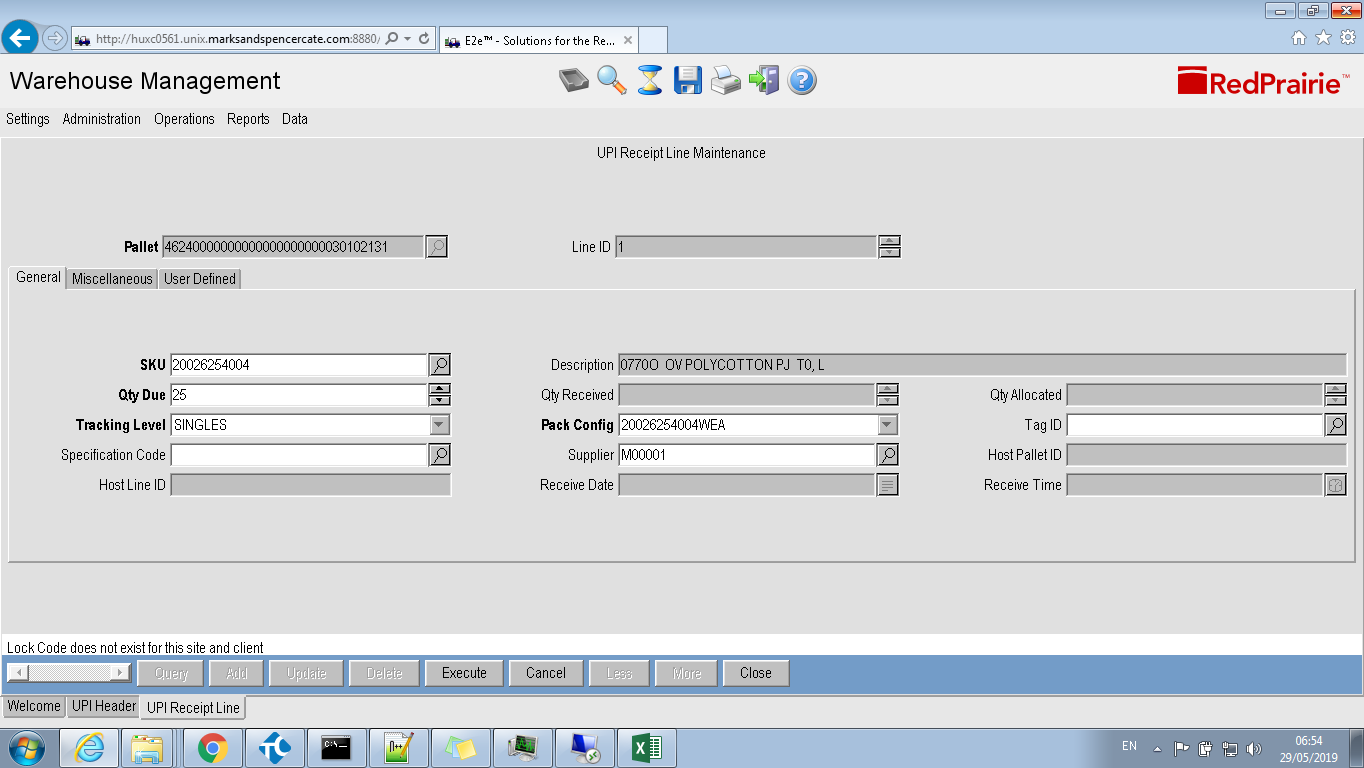 http://huxc0561.unix.marksandspencercate.com:8880/
E2e™ - Solutions for the Re...
Warehouse Management
RedPrairie™
Settings Administration Operations Reports Data
UPI Receipt Line Maintenance
Line ID 1
General Miscellaneous User Defined
SKU 20026254004 Description 0770O OV POLYCOTTON PJ T0, L
Qty Due 25 Qty Received Qty Allocated
Tracking Level SINGLES Pack Config 20026254004WEA Tag ID
Specification Code Supplier M00001 Host Pallet ID
Host Line ID Receive Date Receive Time
Lock Code does not exist for this site and client
Query Add Update Delete Execute Cancel Less More Close
Welcome UPI Header UPI Receipt Line
EN 06:54
29/05/2019